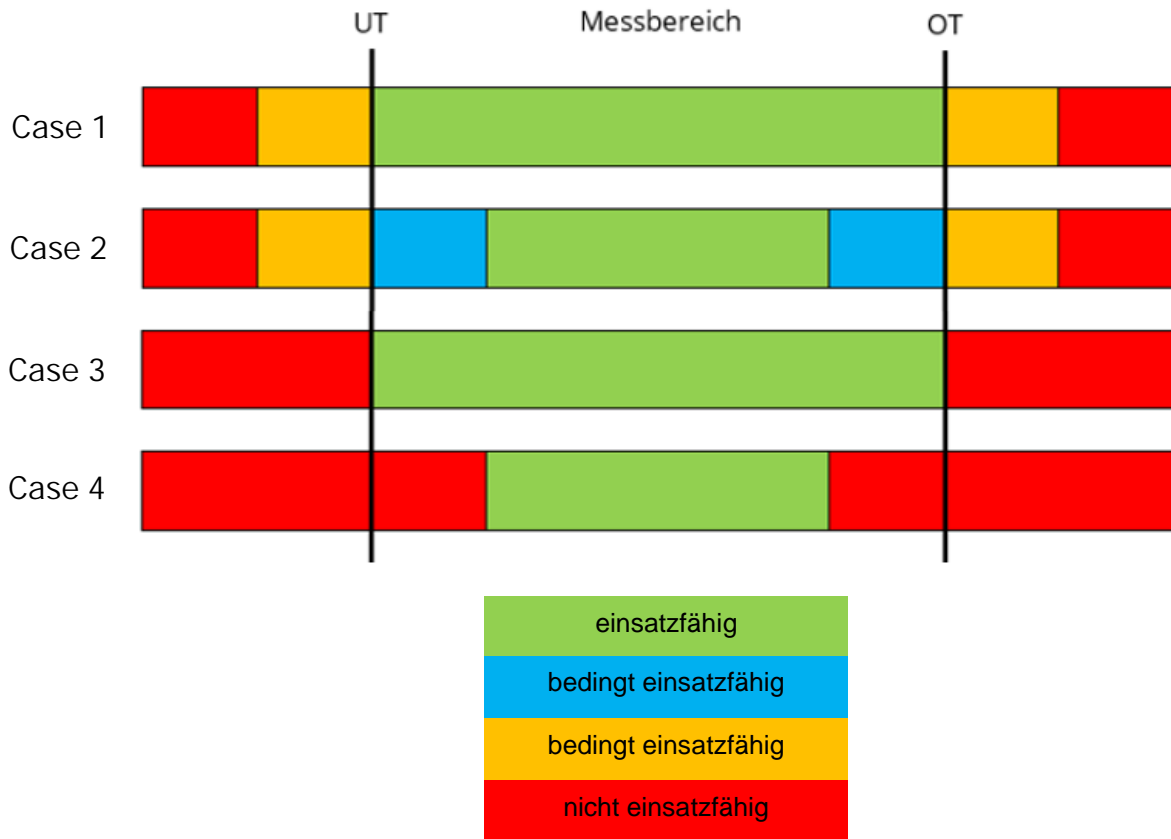 UT Messbereich OT
Case 1
Case 2
Case 3
Case 4
einsatzfähig
bedingt einsatzfähig
bedingt einsatzfähig
nicht einsatzfähig